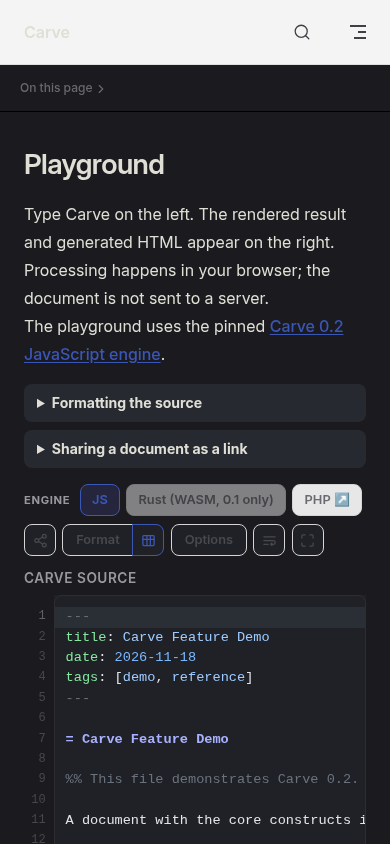 Carve
On this page
Playground
Type Carve on the left. The rendered result
and generated HTML appear on the right.
Processing happens in your browser; the
document is not sent to a server.
The playground uses the pinned Carve 0.2
JavaScript engine.
Formatting the source
Sharing a document as a link
ENGINE JS Rust (WASM, 0.1 only) PHP ↗
Format Options
CARVE SOURCE
1 ---
2 title: Carve Feature Demo
3 date: 2026-11-18
4 tags: [demo, reference]
5 ---
6
7 = Carve Feature Demo
8
9 %% This file demonstrates Carve 0.2.
10
11 A document with the core constructs i
12